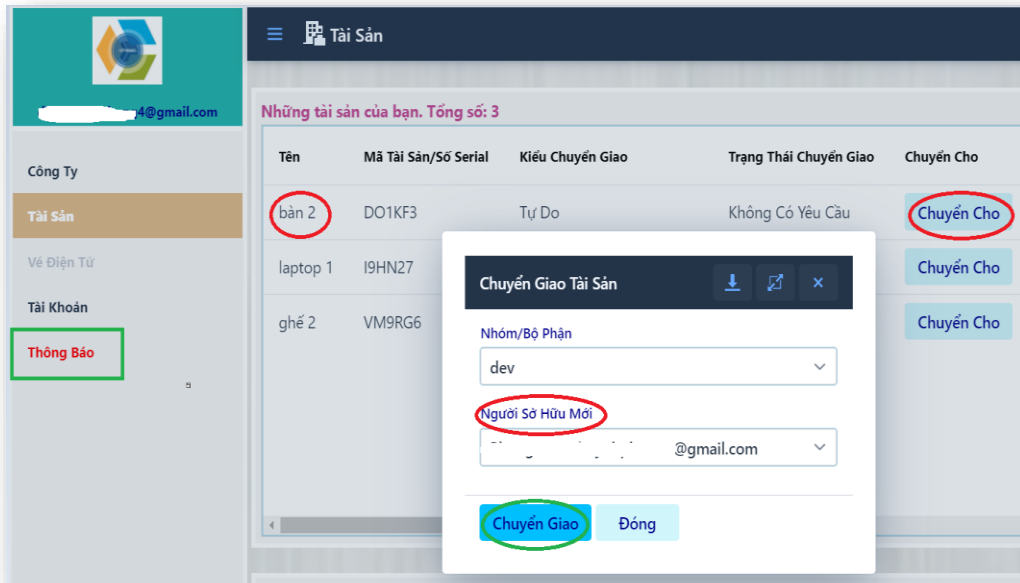 4@gmail.com
Công Ty
Tài Sản
Vé Điện Tử
Tài Khoản
Thông Báo
Tài Sản
Những tài sản của bạn. Tổng số: 3
Tên Mã Tài Sản/Số Serial Kiểu Chuyển Giao Trạng Thái Chuyển Giao Chuyển Cho
bàn 2 DO1KF3 Tự Do Không Có Yêu Cầu Chuyển Cho
laptop 1 I9HN27 Chuyển Cho
ghế 2 VM9RG6 Chuyển Cho
Chuyển Giao Tài Sản
Nhóm/Bộ Phận
dev
Người Sở Hữu Mới
@gmail.com
Chuyển Giao Đóng